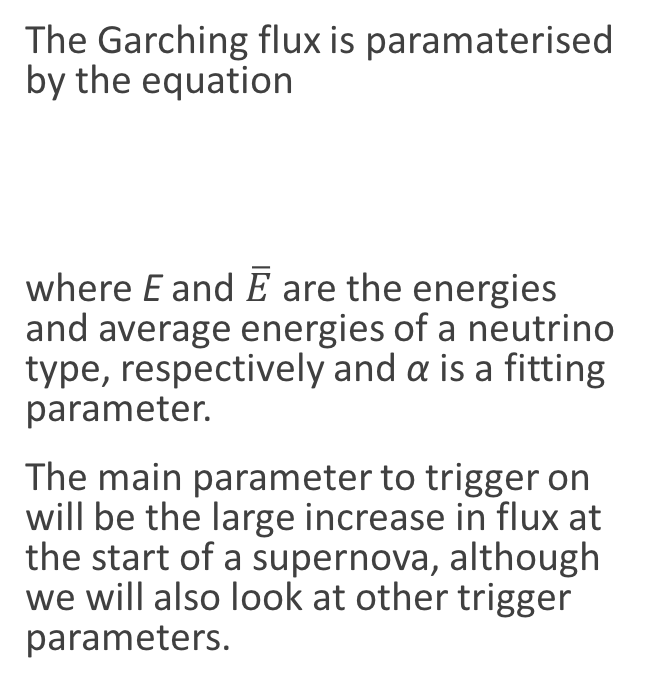 The Garching flux is paramaterised
by the equation
where E and E̅ are the energies
and average energies of a neutrino
type, respectively and α is a fitting
parameter.
The main parameter to trigger on
will be the large increase in flux at
the start of a supernova, although
we will also look at other trigger
parameters.